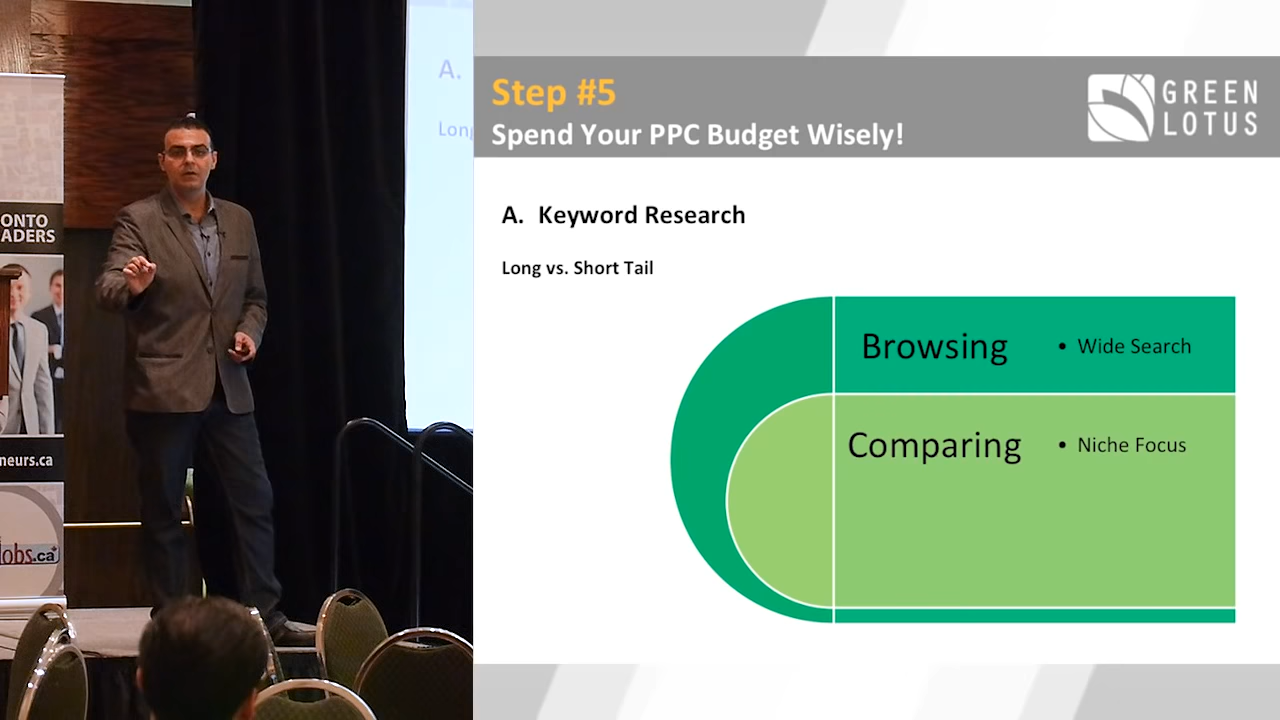 ONTO
ADERS
neurs.ca
Jobs.ca
A.
Long
Step #5
Spend Your PPC Budget Wisely!
GREEN
LOTUS
A. Keyword Research
Long vs. Short Tail
Browsing
• Wide Search
Comparing
• Niche Focus